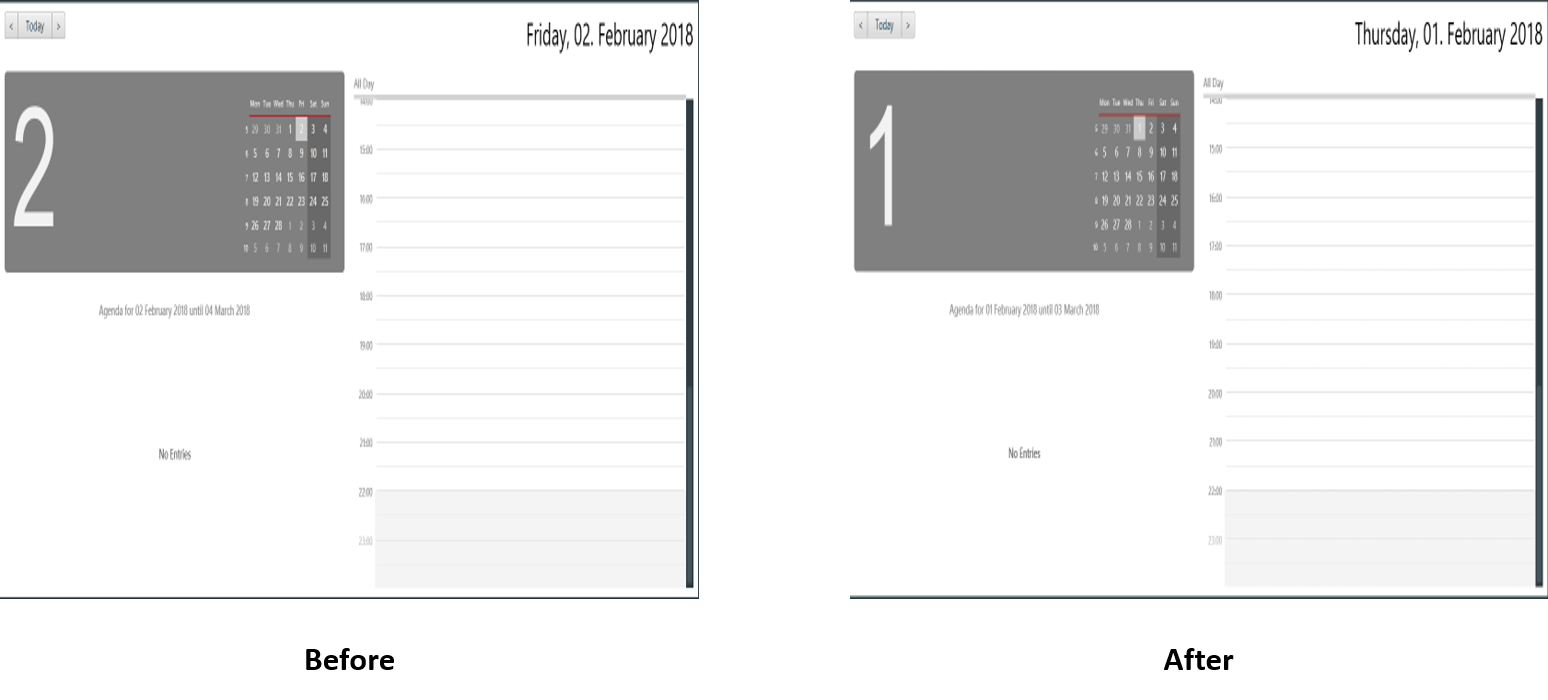 < Today >
Friday, 02. February 2018
All Day
2
Mon Tue Wed Thu Fri Sat Sun
5 29 30 31 1 2 3 4
6 5 6 7 8 9 10 11
7 12 13 14 15 16 17 18
8 19 20 21 22 23 24 25
9 26 27 28 1 2 3 4
10 5 6 7 8 9 10 11
Agenda for 02 February 2018 until 04 March 2018
No Entries
14:00
15:00
16:00
17:00
18:00
19:00
20:00
21:00
22:00
23:00
Before
< Today >
Thursday, 01. February 2018
All Day
1
Mon Tue Wed Thu Fri Sat Sun
29 30 31 1 2 3 4
6 5 6 7 8 9 10 11
7 12 13 14 15 16 17 18
8 19 20 21 22 23 24 25
9 26 27 28 1 2 3 4
10 5 6 7 8 9 10 11
Agenda for 01 February 2018 until 03 March 2018
No Entries
14:00
15:00
16:00
17:00
18:00
19:00
20:00
21:00
22:00
23:00
After